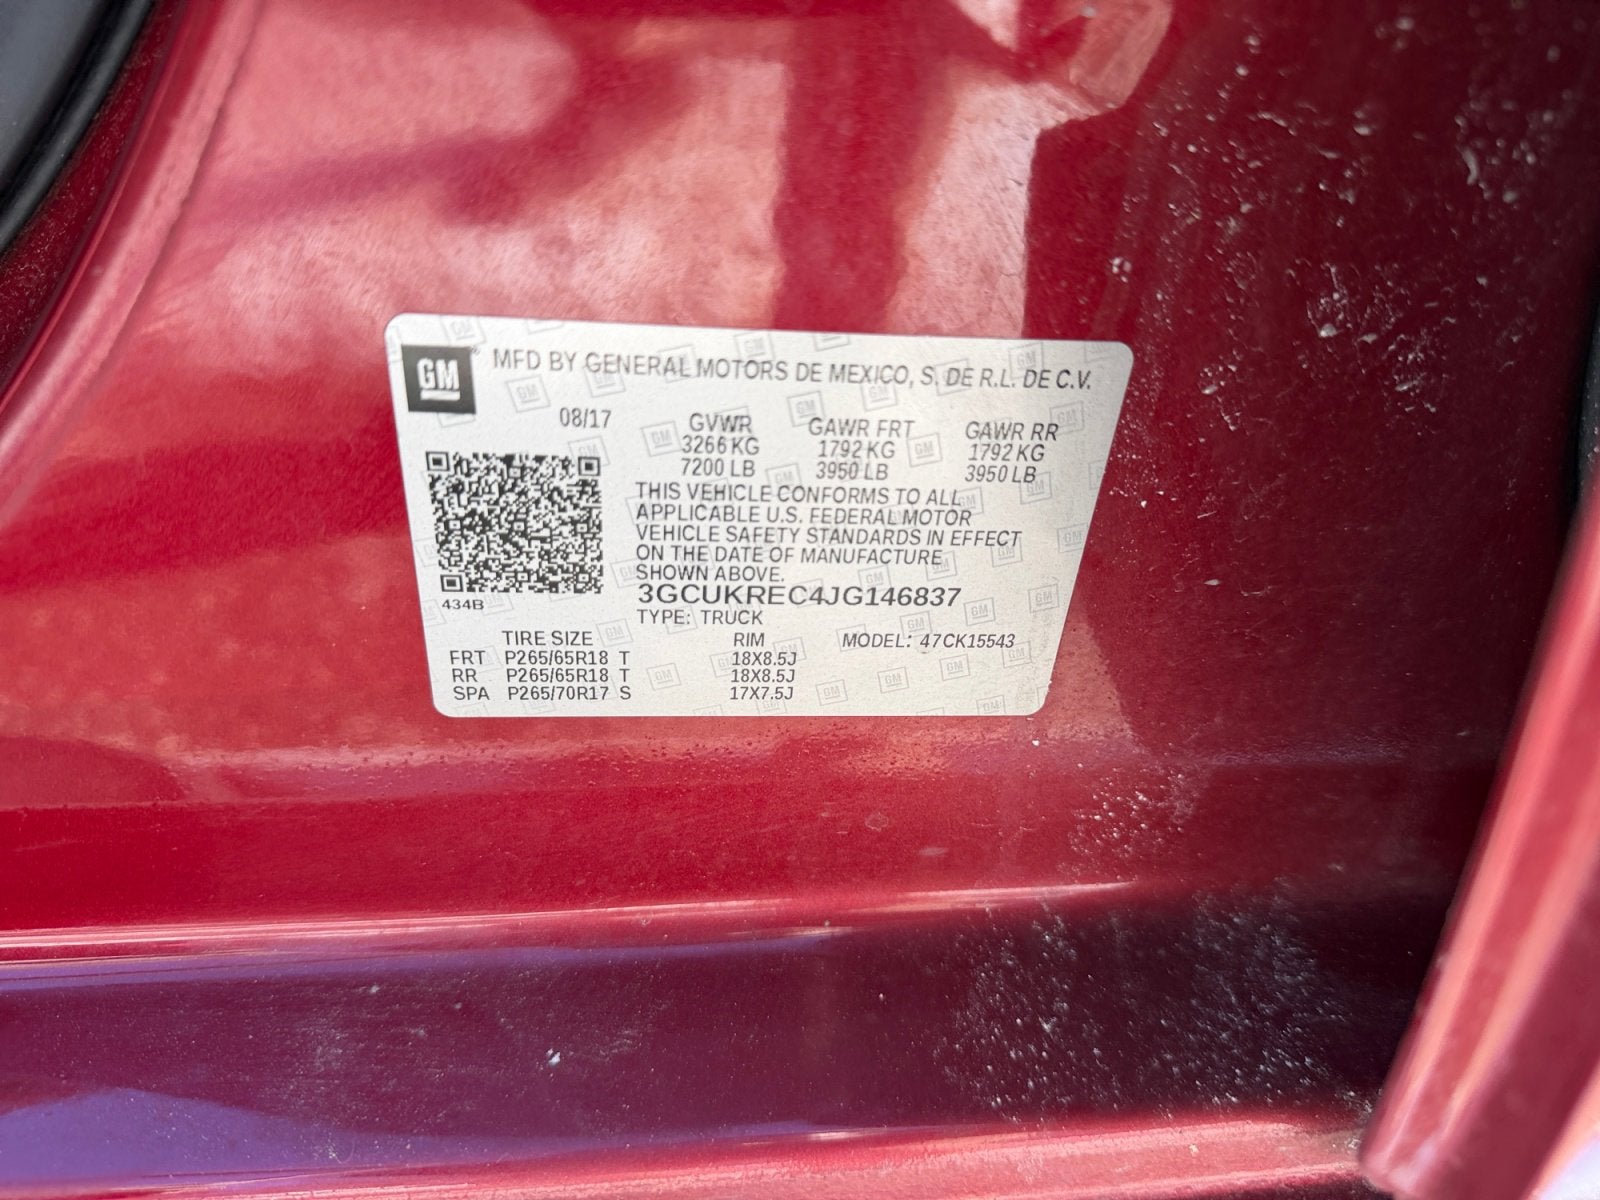 GM ® MFD BY GENERAL MOTORS DE MEXICO, S. DE R.L. DE C.V.
08/17 GVWR GAWR FRT GAWR RR
3266 KG 1792 KG 1792 KG
7200 LB 3950 LB 3950 LB
THIS VEHICLE CONFORMS TO ALL
APPLICABLE U.S. FEDERAL MOTOR
VEHICLE SAFETY STANDARDS IN EFFECT
ON THE DATE OF MANUFACTURE
SHOWN ABOVE.
434B 3GCUKREC4JG146837
TYPE: TRUCK
TIRE SIZE RIM MODEL: 47CK15543
FRT P265/65R18 T 18X8.5J
RR P265/65R18 T 18X8.5J
SPA P265/70R17 S 17X7.5J